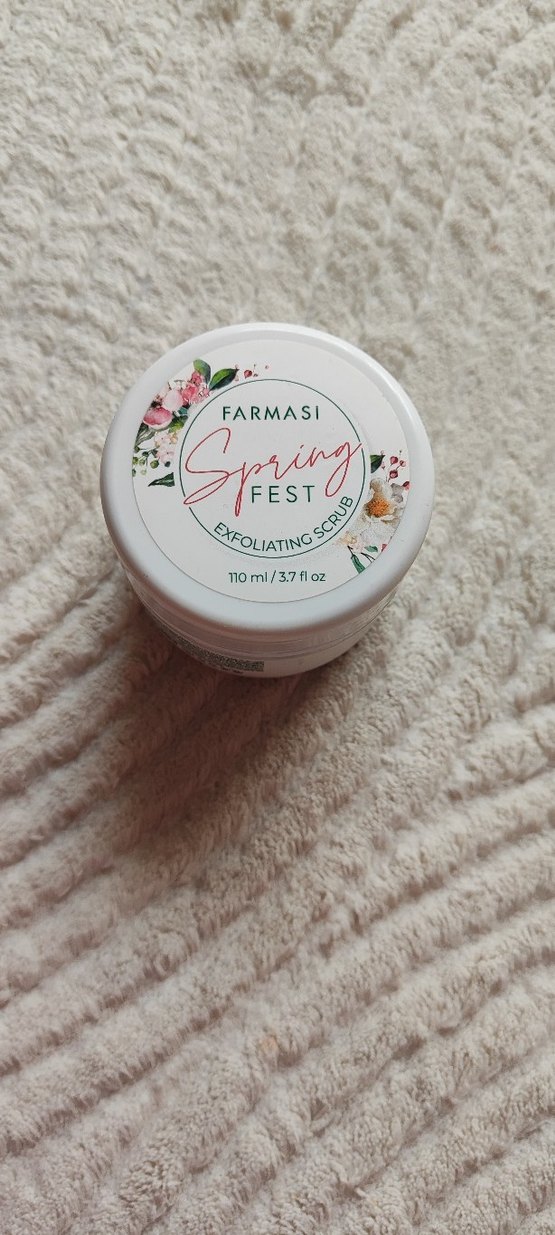 FARMASi
Spring
FEST
EXFOLIATING SCRUB
110 ml / 3.7 fl oz